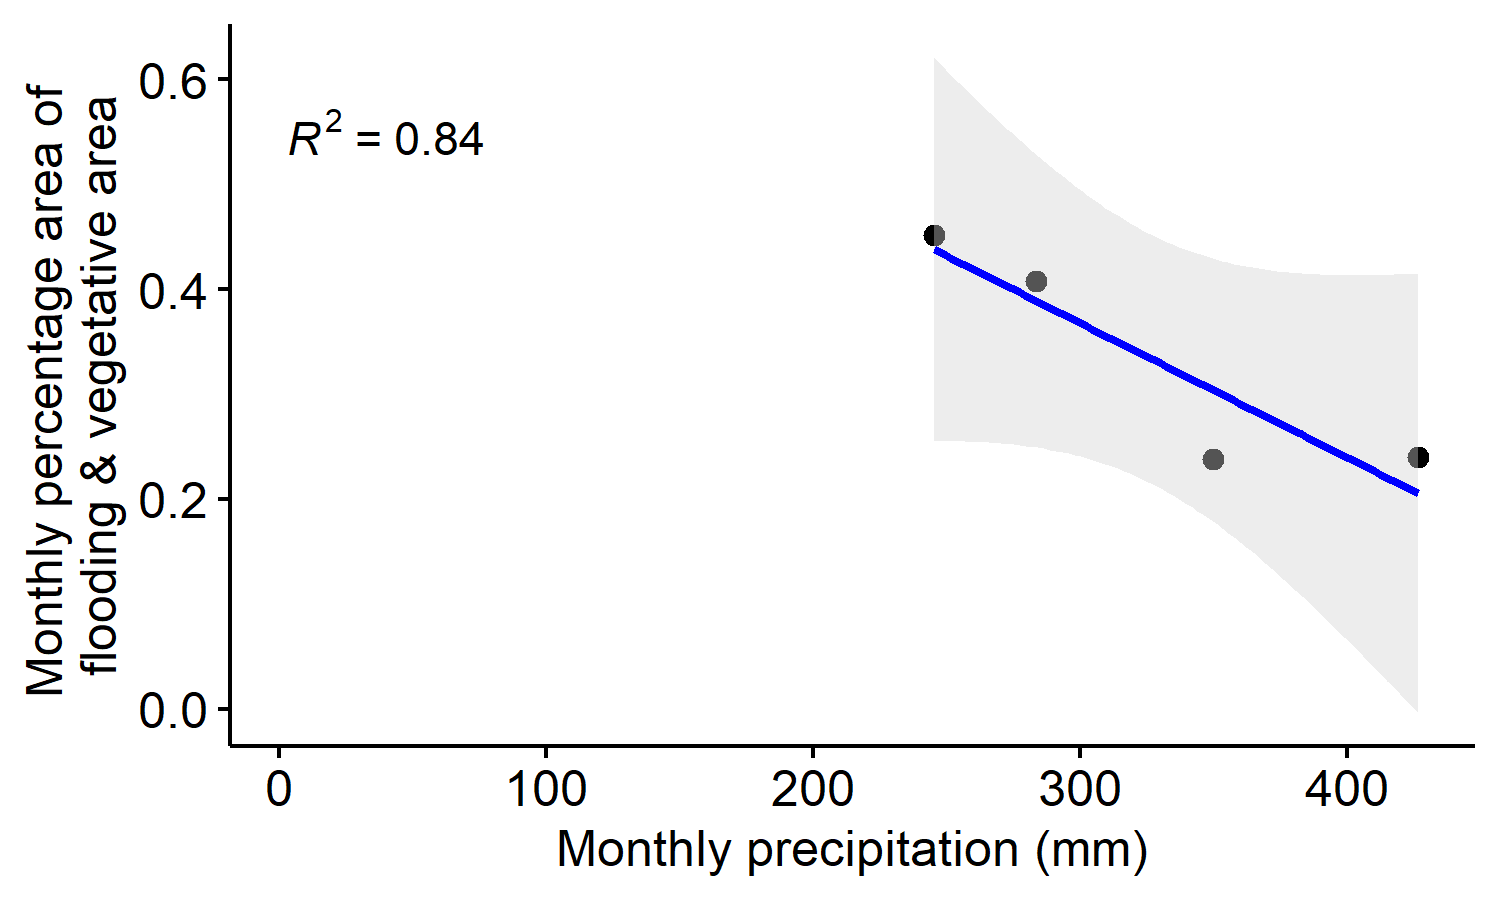 Monthly percentage area of
flooding & vegetative area
0.6
0.4
0.2
0.0
R² = 0.84
0 100 200 300 400
Monthly precipitation (mm)